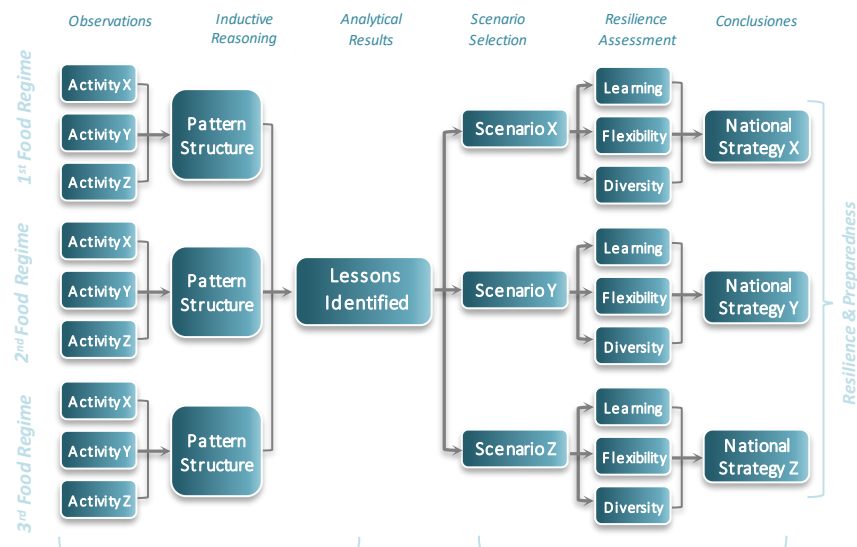 Observations
Inductive
Reasoning
Analytical
Results
Scenario
Selection
Resilience
Assessment
Conclusiones
1st Food Regime
Activity X
Activity Y
Activity Z
Pattern
Structure
2nd Food Regime
Activity X
Activity Y
Activity Z
Pattern
Structure
3rd Food Regime
Activity X
Activity Y
Activity Z
Pattern
Structure
Lessons
Identified
Scenario X
Learning
Flexibility
Diversity
National
Strategy X
Scenario Y
Learning
Flexibility
Diversity
National
Strategy Y
Scenario Z
Learning
Flexibility
Diversity
National
Strategy Z
Resilience & Preparedness